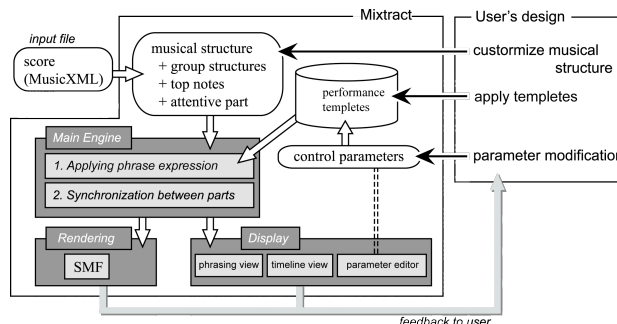 Mixtract
User's design
input file
score
(MusicXML)
musical structure
+ group structures
+ top notes
+ attentive part
customize musical
structure
performance
templetes
apply templetes
Main Engine
1. Applying phrase expression
2. Synchronization between parts
control parameters
parameter modification
Rendering
SMF
Display
phrasing view
timeline view
parameter editor
feedback to user